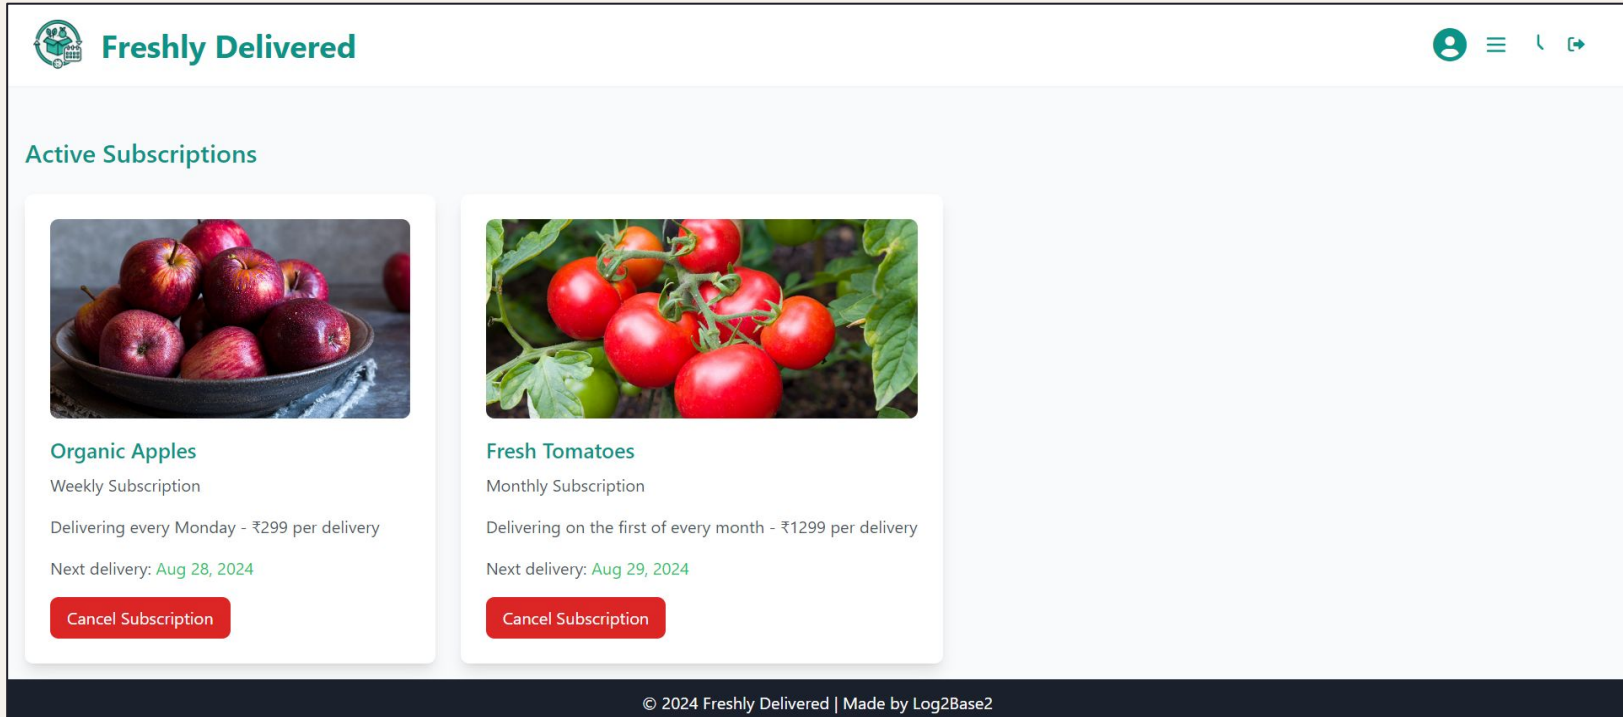 Freshly Delivered
Active Subscriptions
Organic Apples
Weekly Subscription
Delivering every Monday - ₹299 per delivery
Next delivery: Aug 28, 2024
Cancel Subscription
Fresh Tomatoes
Monthly Subscription
Delivering on the first of every month - ₹1299 per delivery
Next delivery: Aug 29, 2024
Cancel Subscription
© 2024 Freshly Delivered | Made by Log2Base2